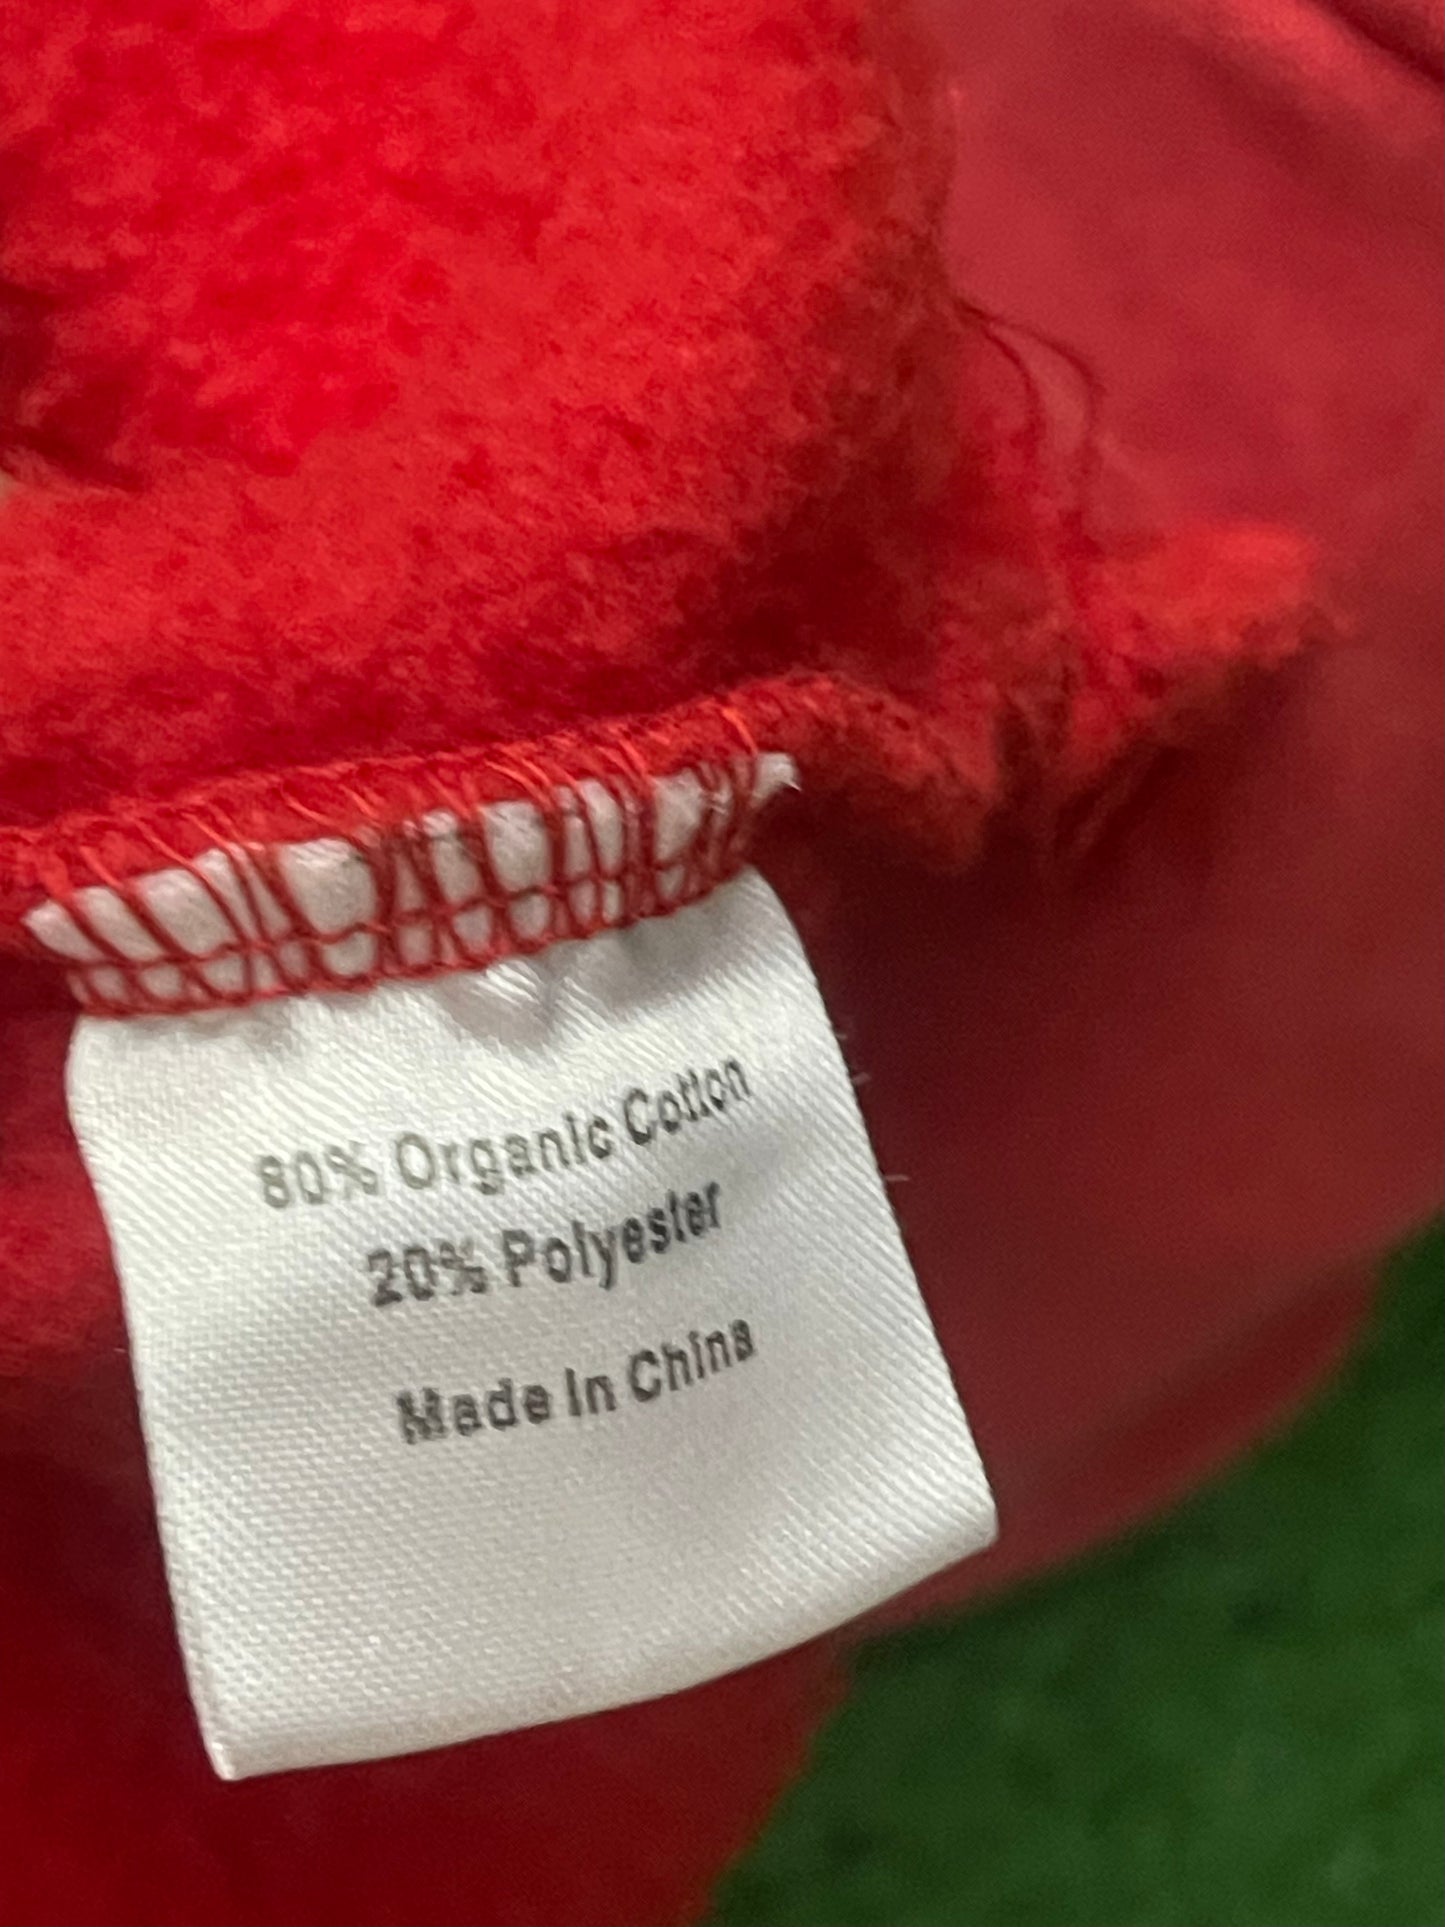 80% Organic Cotton
20% Polyester
Made In China